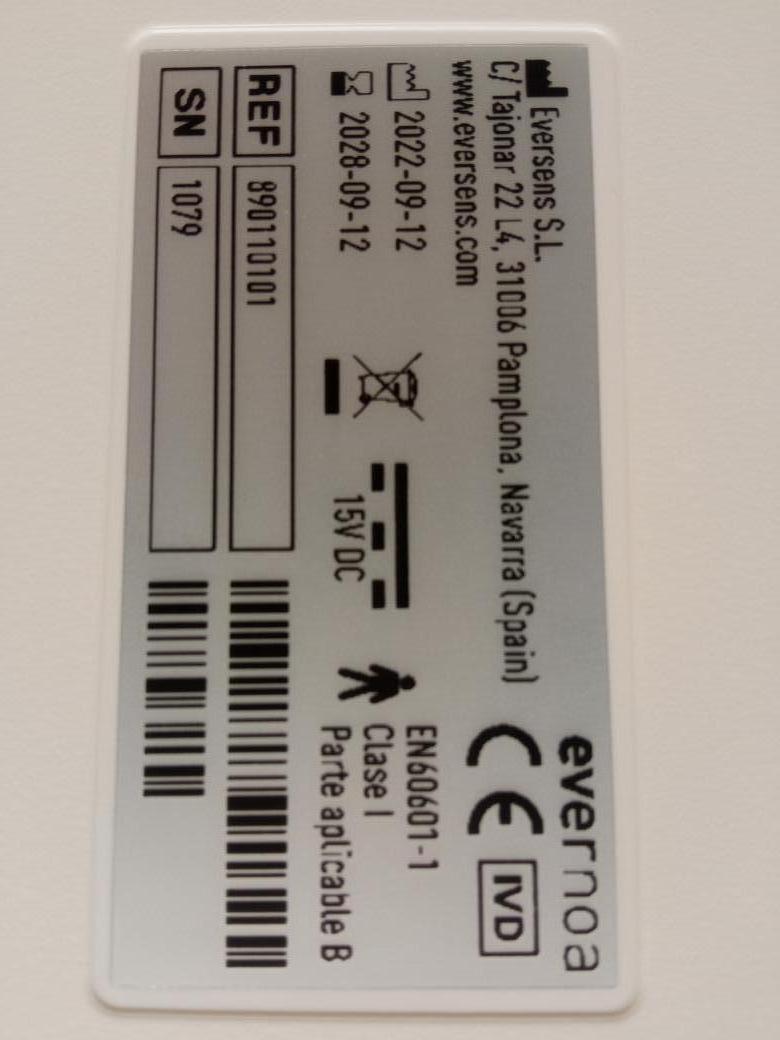 evernoa
Eversens S.L.
C/ Tajonar 22 L4, 31006 Pamplona, Navarra (Spain)
www.eversens.com
CE IVD
2022-09-12
2028-09-12
15V DC
EN60601-1
Clase I
Parte aplicable B
REF 890110101
SN 1079